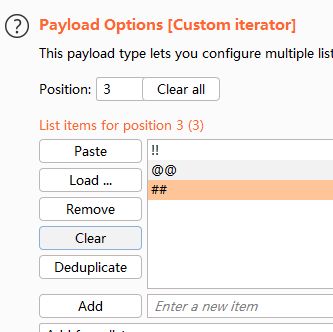 Payload Options [Custom iterator]
This payload type lets you configure multiple list
Position: 3 Clear all
List items for position 3 (3)
Paste
Load ...
Remove
Clear
Deduplicate
!!
@@
##
Add Enter a new item